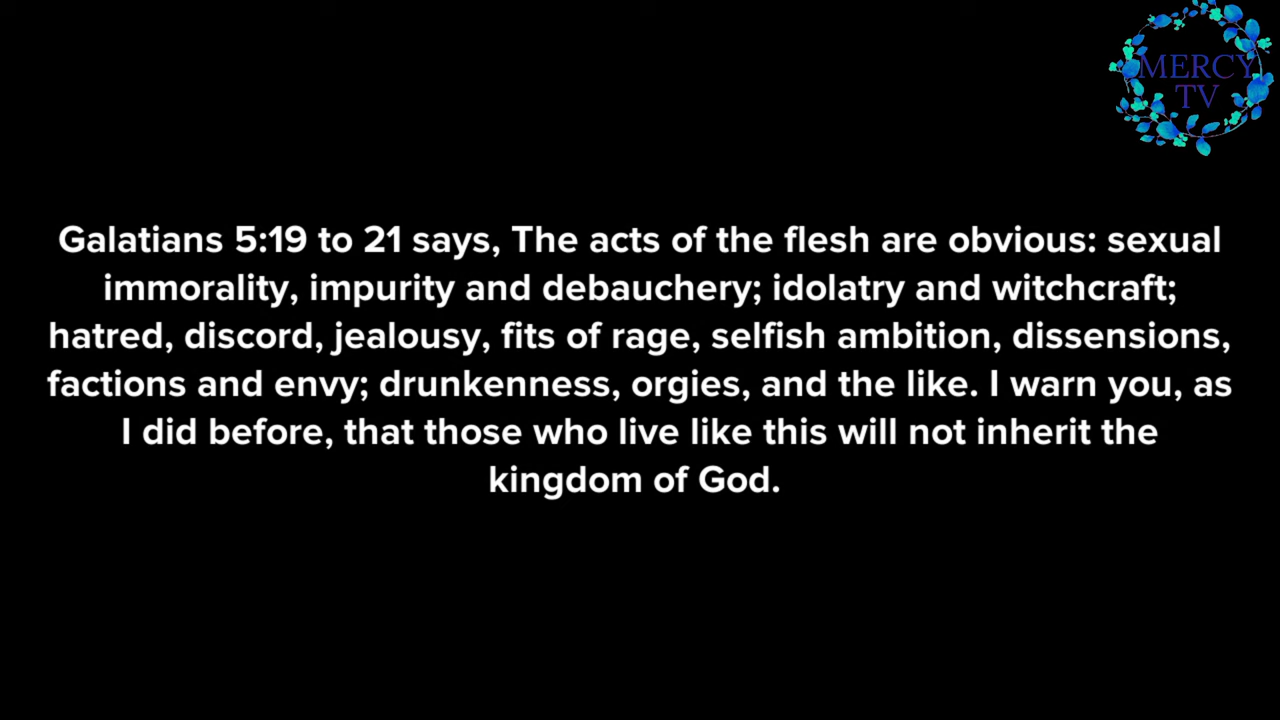 MERCY
TV
Galatians 5:19 to 21 says, The acts of the flesh are obvious: sexual
immorality, impurity and debauchery; idolatry and witchcraft;
hatred, discord, jealousy, fits of rage, selfish ambition, dissensions,
factions and envy; drunkenness, orgies, and the like. I warn you, as
I did before, that those who live like this will not inherit the
kingdom of God.